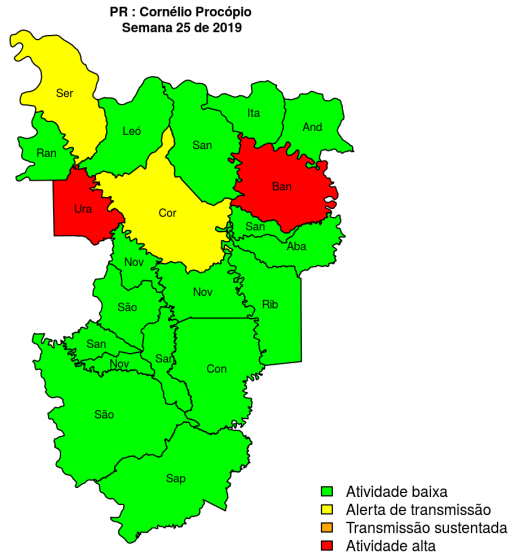 PR : Cornélio Procópio
Semana 25 de 2019
Ser
Ita
And
Leó
San
Ran
Ban
Ura
Cor
San
Aba
Nov
Nov
Rib
São
San
San
Nov
Con
São
Sap
Atividade baixa
Alerta de transmissão
Transmissão sustentada
Atividade alta